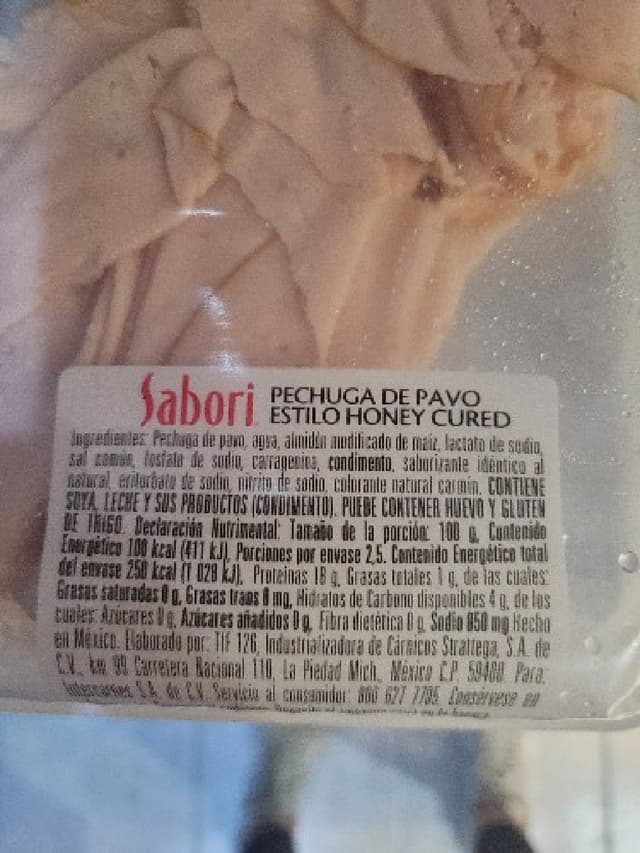 Sabori PECHUGA DE PAVO
ESTILO HONEY CURED
Ingredientes: Pechuga de pavo, agua, almidón modificado de maíz, lactato de sodio,
sal común, fosfato de sodio, carragenina, condimento, saborizante idéntico al
natural, eritorbato de sodio, nitrito de sodio, colorante natural carmín. CONTIENE
SOYA, LECHE Y SUS PRODUCTOS (CONDIMENTO). PUEDE CONTENER HUEVO Y GLUTEN
DE TRIGO. Declaración Nutrimental: Tamaño de la porción: 100 g, Contenido
Energético 100 kcal (411 kJ), Porciones por envase 2,5. Contenido Energético total
del envase 250 kcal (1 028 kJ), Proteínas 18 g, Grasas totales 1 g, de las cuales:
Grasas saturadas 0 g, Grasas trans 0 mg, Hidratos de Carbono disponibles 4 g, de los
cuales: Azúcares 0 g, Azúcares añadidos 0 g, Fibra dietética 0 g, Sodio 850 mg Hecho
en México. Elaborado por: TIF 126, Industrializadora de Cárnicos Strattega, S.A. de
C.V. km 99 Carretera Nacional 110, La Piedad Mich, México C.P. 59400. Para:
S.A. de C.V. Servicio al consumidor: 800 627 7705. Consérvese en